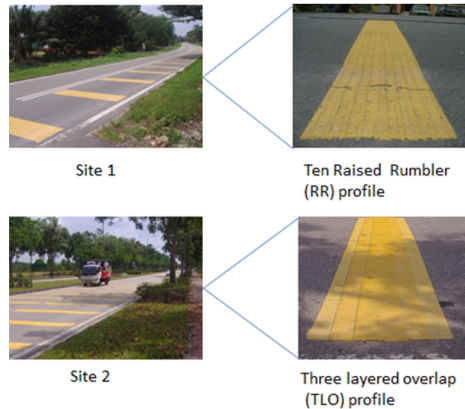 Site 1
Ten Raised Rumbler
(RR) profile
Site 2
Three layered overlap
(TLO) profile